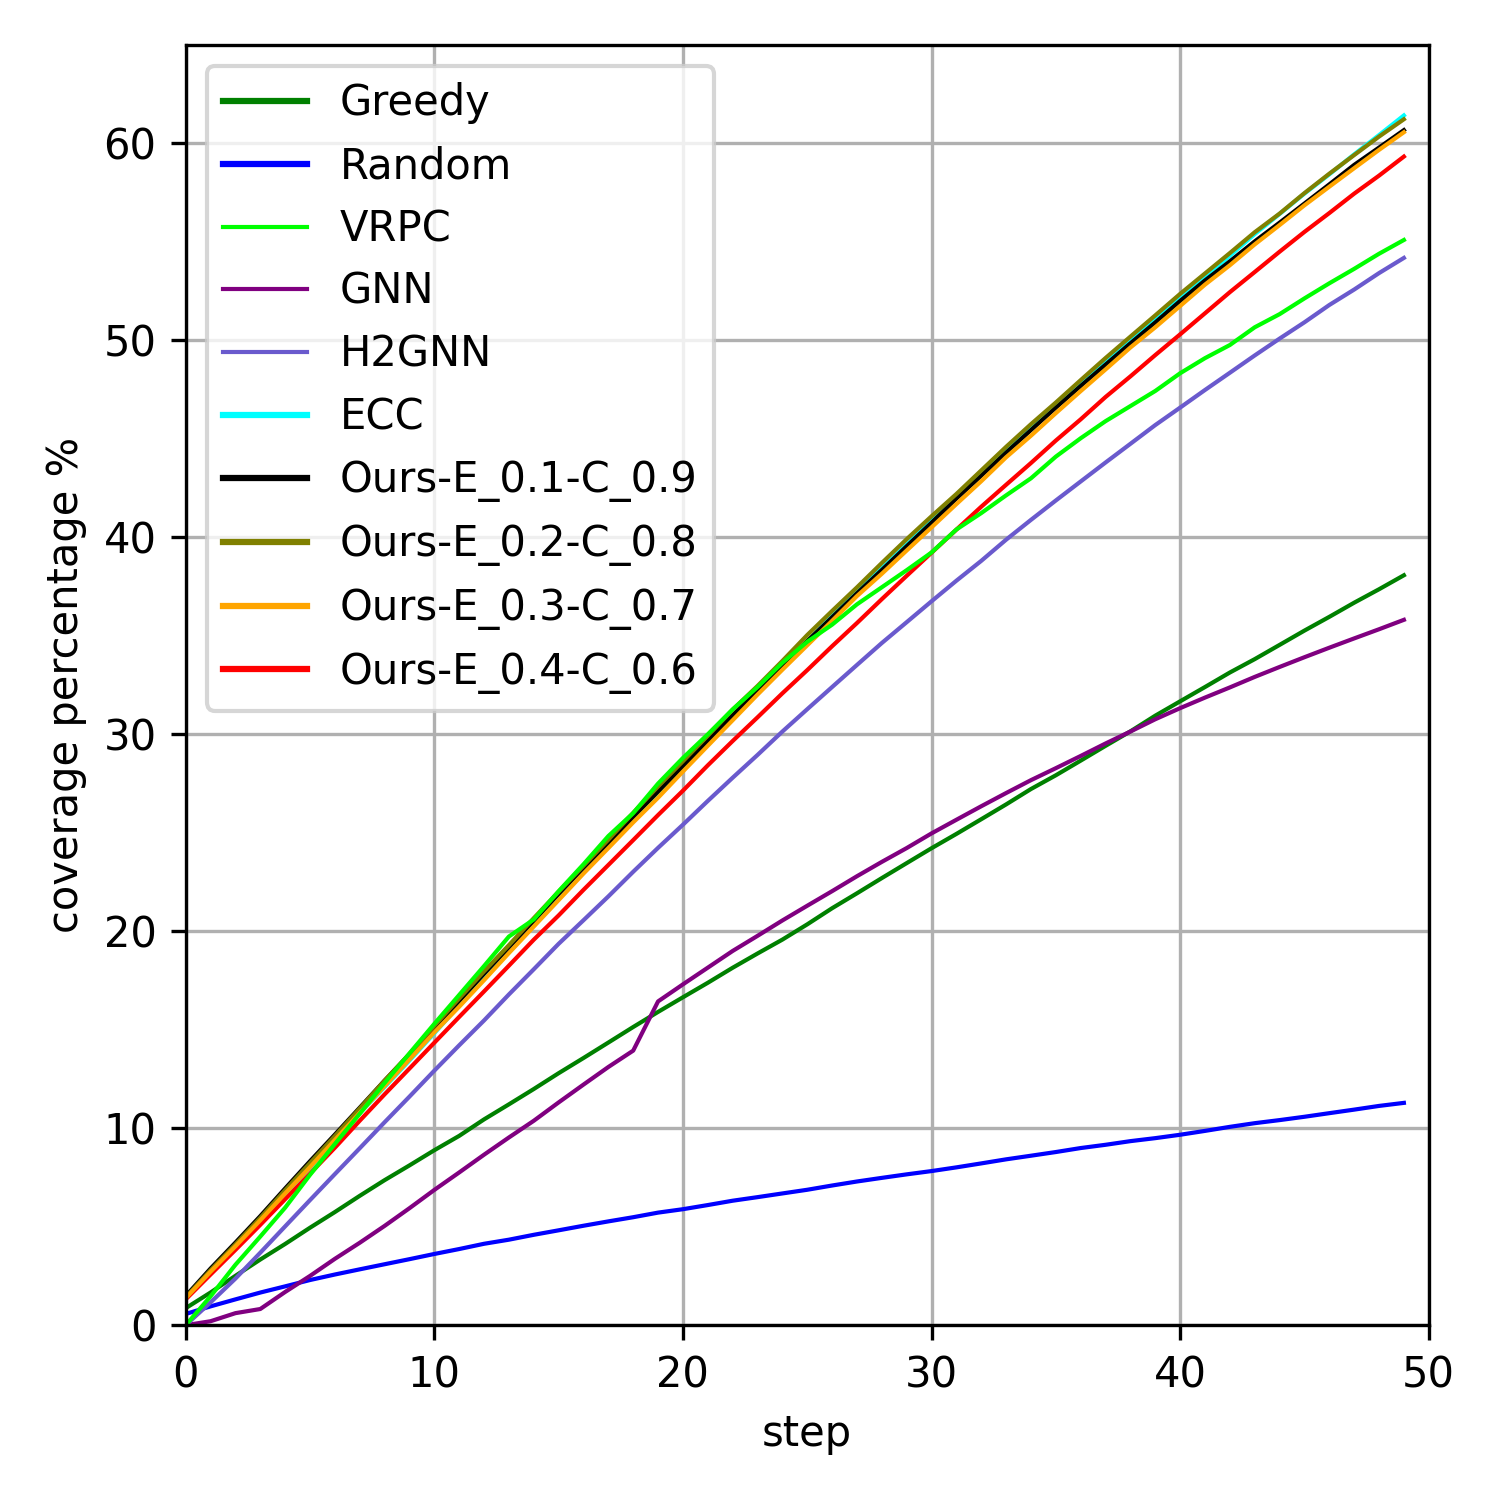 Greedy
Random
VRPC
GNN
H2GNN
ECC
Ours-E_0.1-C_0.9
Ours-E_0.2-C_0.8
Ours-E_0.3-C_0.7
Ours-E_0.4-C_0.6
60
50
40
30
20
10
0
coverage percentage %
0 10 20 30 40 50
step